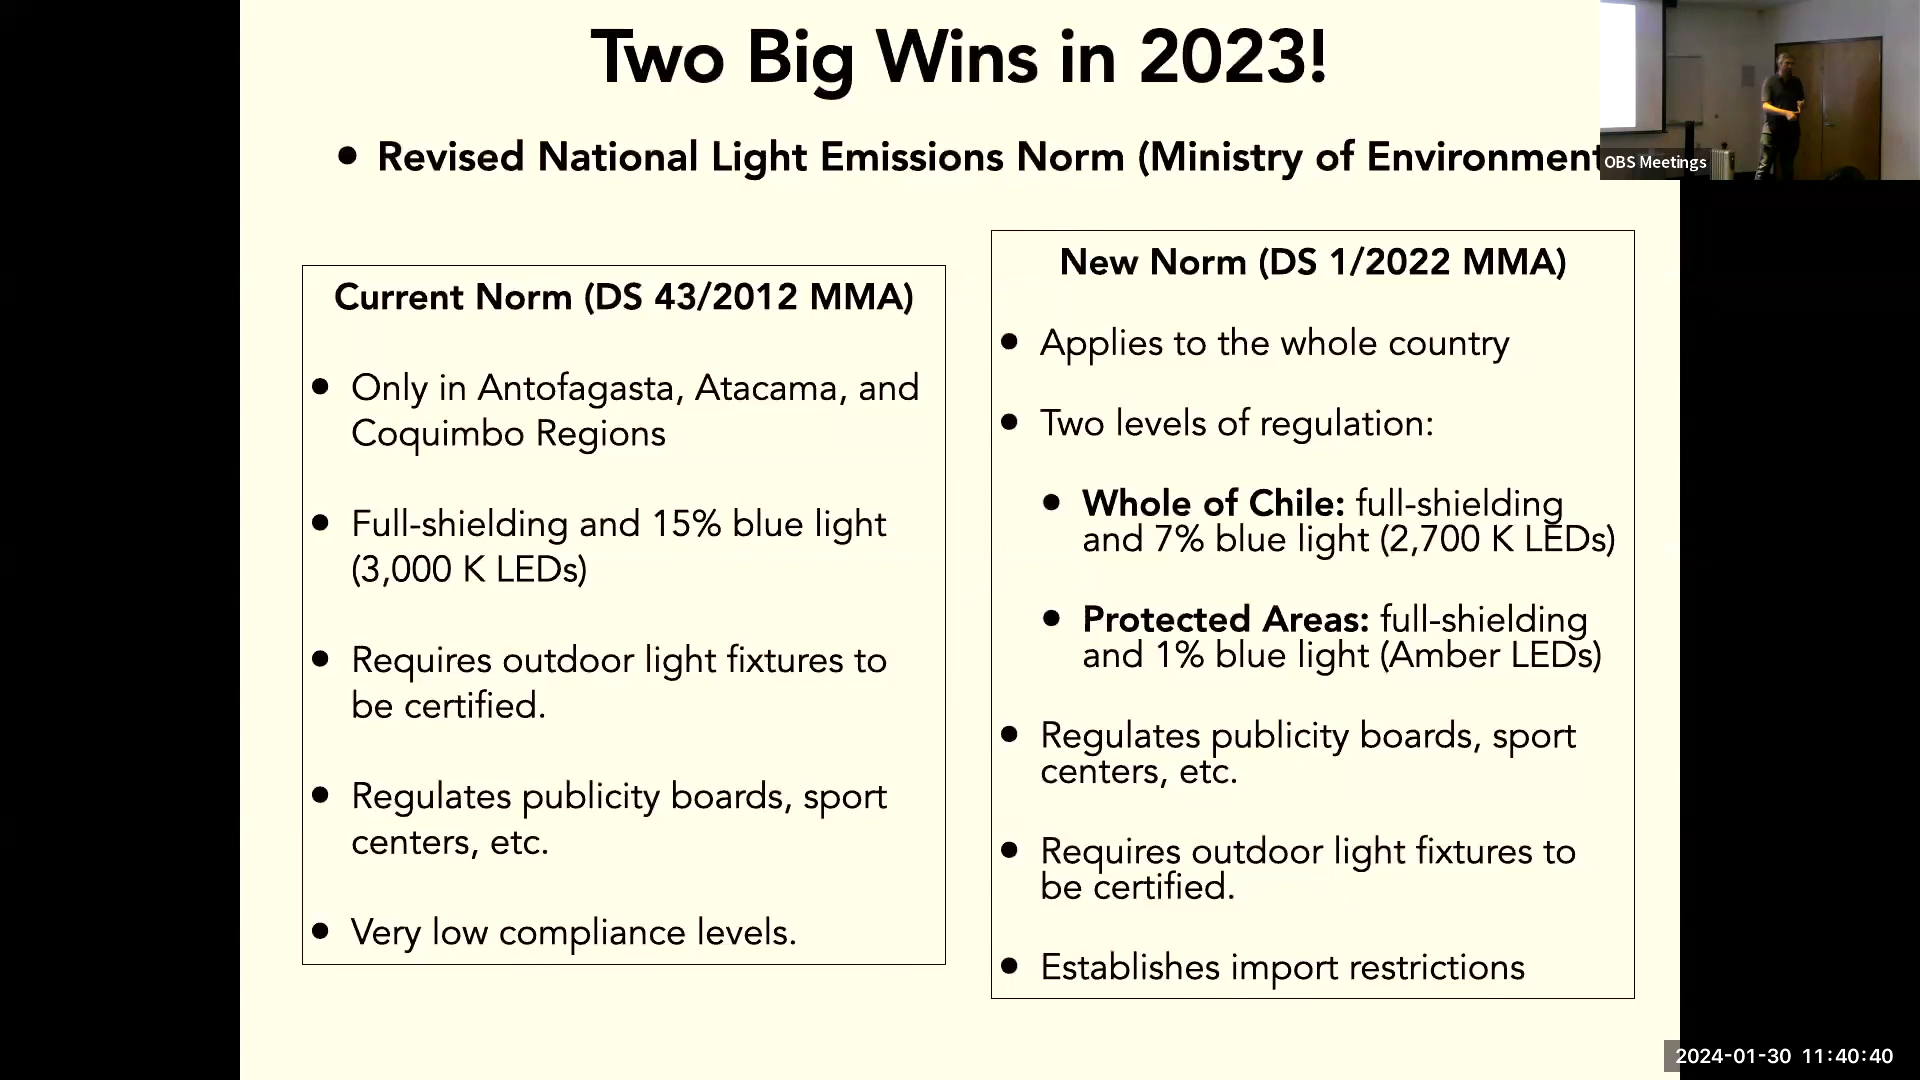 Two Big Wins in 2023!
• Revised National Light Emissions Norm (Ministry of Environment
OBS Meetings
Current Norm (DS 43/2012 MMA)
• Only in Antofagasta, Atacama, and
Coquimbo Regions
• Full-shielding and 15% blue light
(3,000 K LEDs)
• Requires outdoor light fixtures to
be certified.
• Regulates publicity boards, sport
centers, etc.
• Very low compliance levels.
New Norm (DS 1/2022 MMA)
• Applies to the whole country
• Two levels of regulation:
• Whole of Chile: full-shielding
and 7% blue light (2,700 K LEDs)
• Protected Areas: full-shielding
and 1% blue light (Amber LEDs)
• Regulates publicity boards, sport
centers, etc.
• Requires outdoor light fixtures to
be certified.
• Establishes import restrictions
2024-01-30 11:40:40